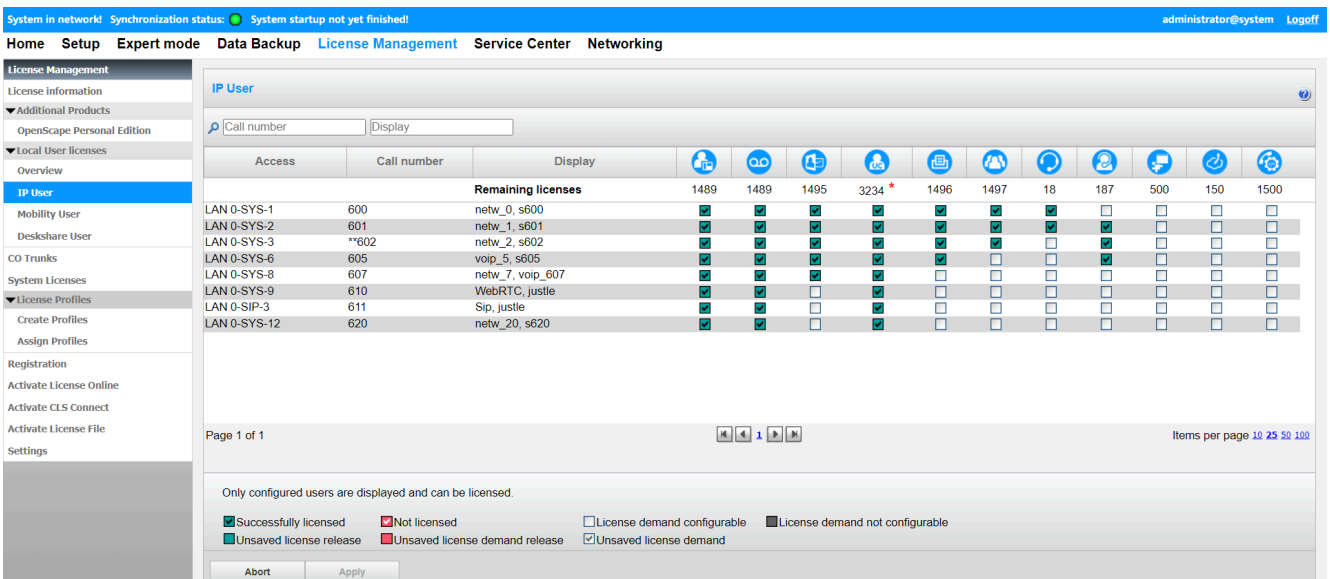 System in network! Synchronization status: System startup not yet finished! administrator@system Logoff
Home Setup Expert mode Data Backup License Management Service Center Networking
License Management
License information
Additional Products
OpenScape Personal Edition
Local User licenses
Overview
IP User
Mobility User
Deskshare User
CO Trunks
System Licenses
License Profiles
Create Profiles
Assign Profiles
Registration
Activate License Online
Activate CLS Connect
Activate License File
Settings
IP User
?
Call number Display
Access Call number Display UC
Remaining licenses 1489 1489 1495 3234 * 1496 1497 18 187 500 150 1500
LAN 0-SYS-1 600 netw_0, s600
LAN 0-SYS-2 601 netw_1, s601
LAN 0-SYS-3 **602 netw_2, s602
LAN 0-SYS-6 605 voip_5, s605
LAN 0-SYS-8 607 netw_7, voip_607
LAN 0-SYS-9 610 WebRTC, justle
LAN 0-SIP-3 611 Sip, justle
LAN 0-SYS-12 620 netw_20, s620
Page 1 of 1 1 Items per page 10 25 50 100
Only configured users are displayed and can be licensed.
Successfully licensed Not licensed License demand configurable License demand not configurable
Unsaved license release Unsaved license demand release Unsaved license demand
Abort Apply